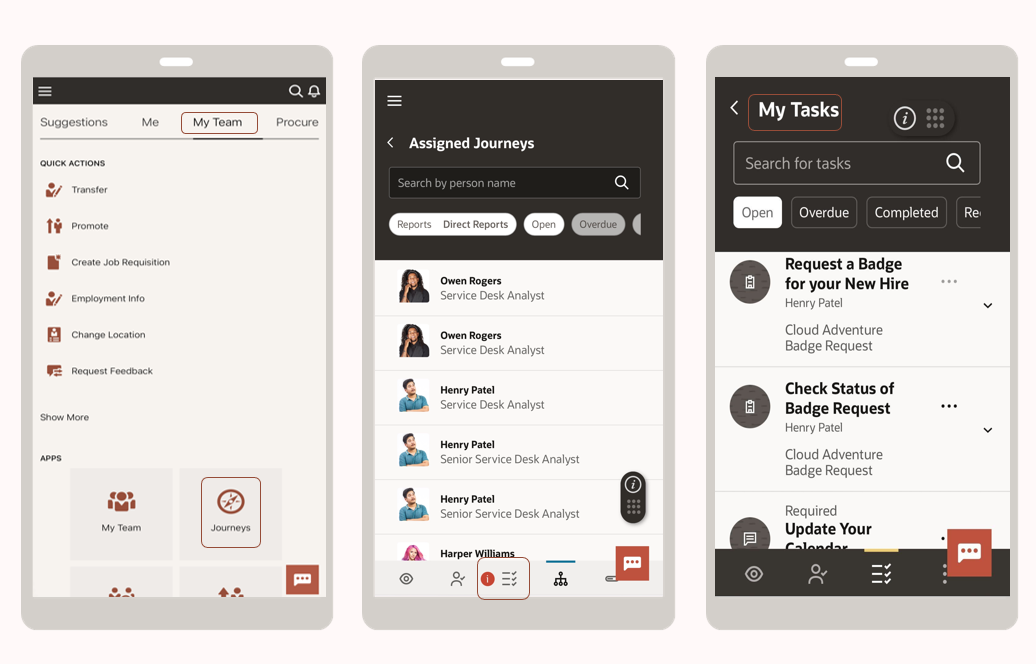 Suggestions Me My Team Procure
QUICK ACTIONS
Transfer
Promote
Create Job Requisition
Employment Info
Change Location
Request Feedback
Show More
APPS
My Team
Journeys
Assigned Journeys
Search by person name
Reports Direct Reports Open Overdue
Owen Rogers
Service Desk Analyst
Owen Rogers
Service Desk Analyst
Henry Patel
Service Desk Analyst
Henry Patel
Senior Service Desk Analyst
Henry Patel
Senior Service Desk Analyst
Harper Williams
My Tasks
Search for tasks
Open Overdue Completed Re
Request a Badge
for your New Hire
Henry Patel
Cloud Adventure
Badge Request
Check Status of
Badge Request
Henry Patel
Cloud Adventure
Badge Request
Required
Update Your
Calendar